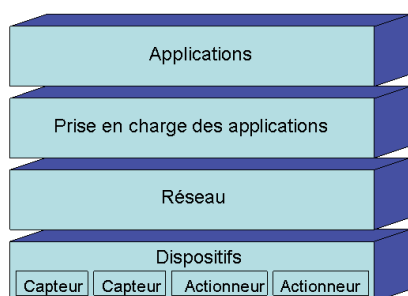 Applications
Prise en charge des applications
Réseau
Dispositifs
Capteur Capteur Actionneur Actionneur